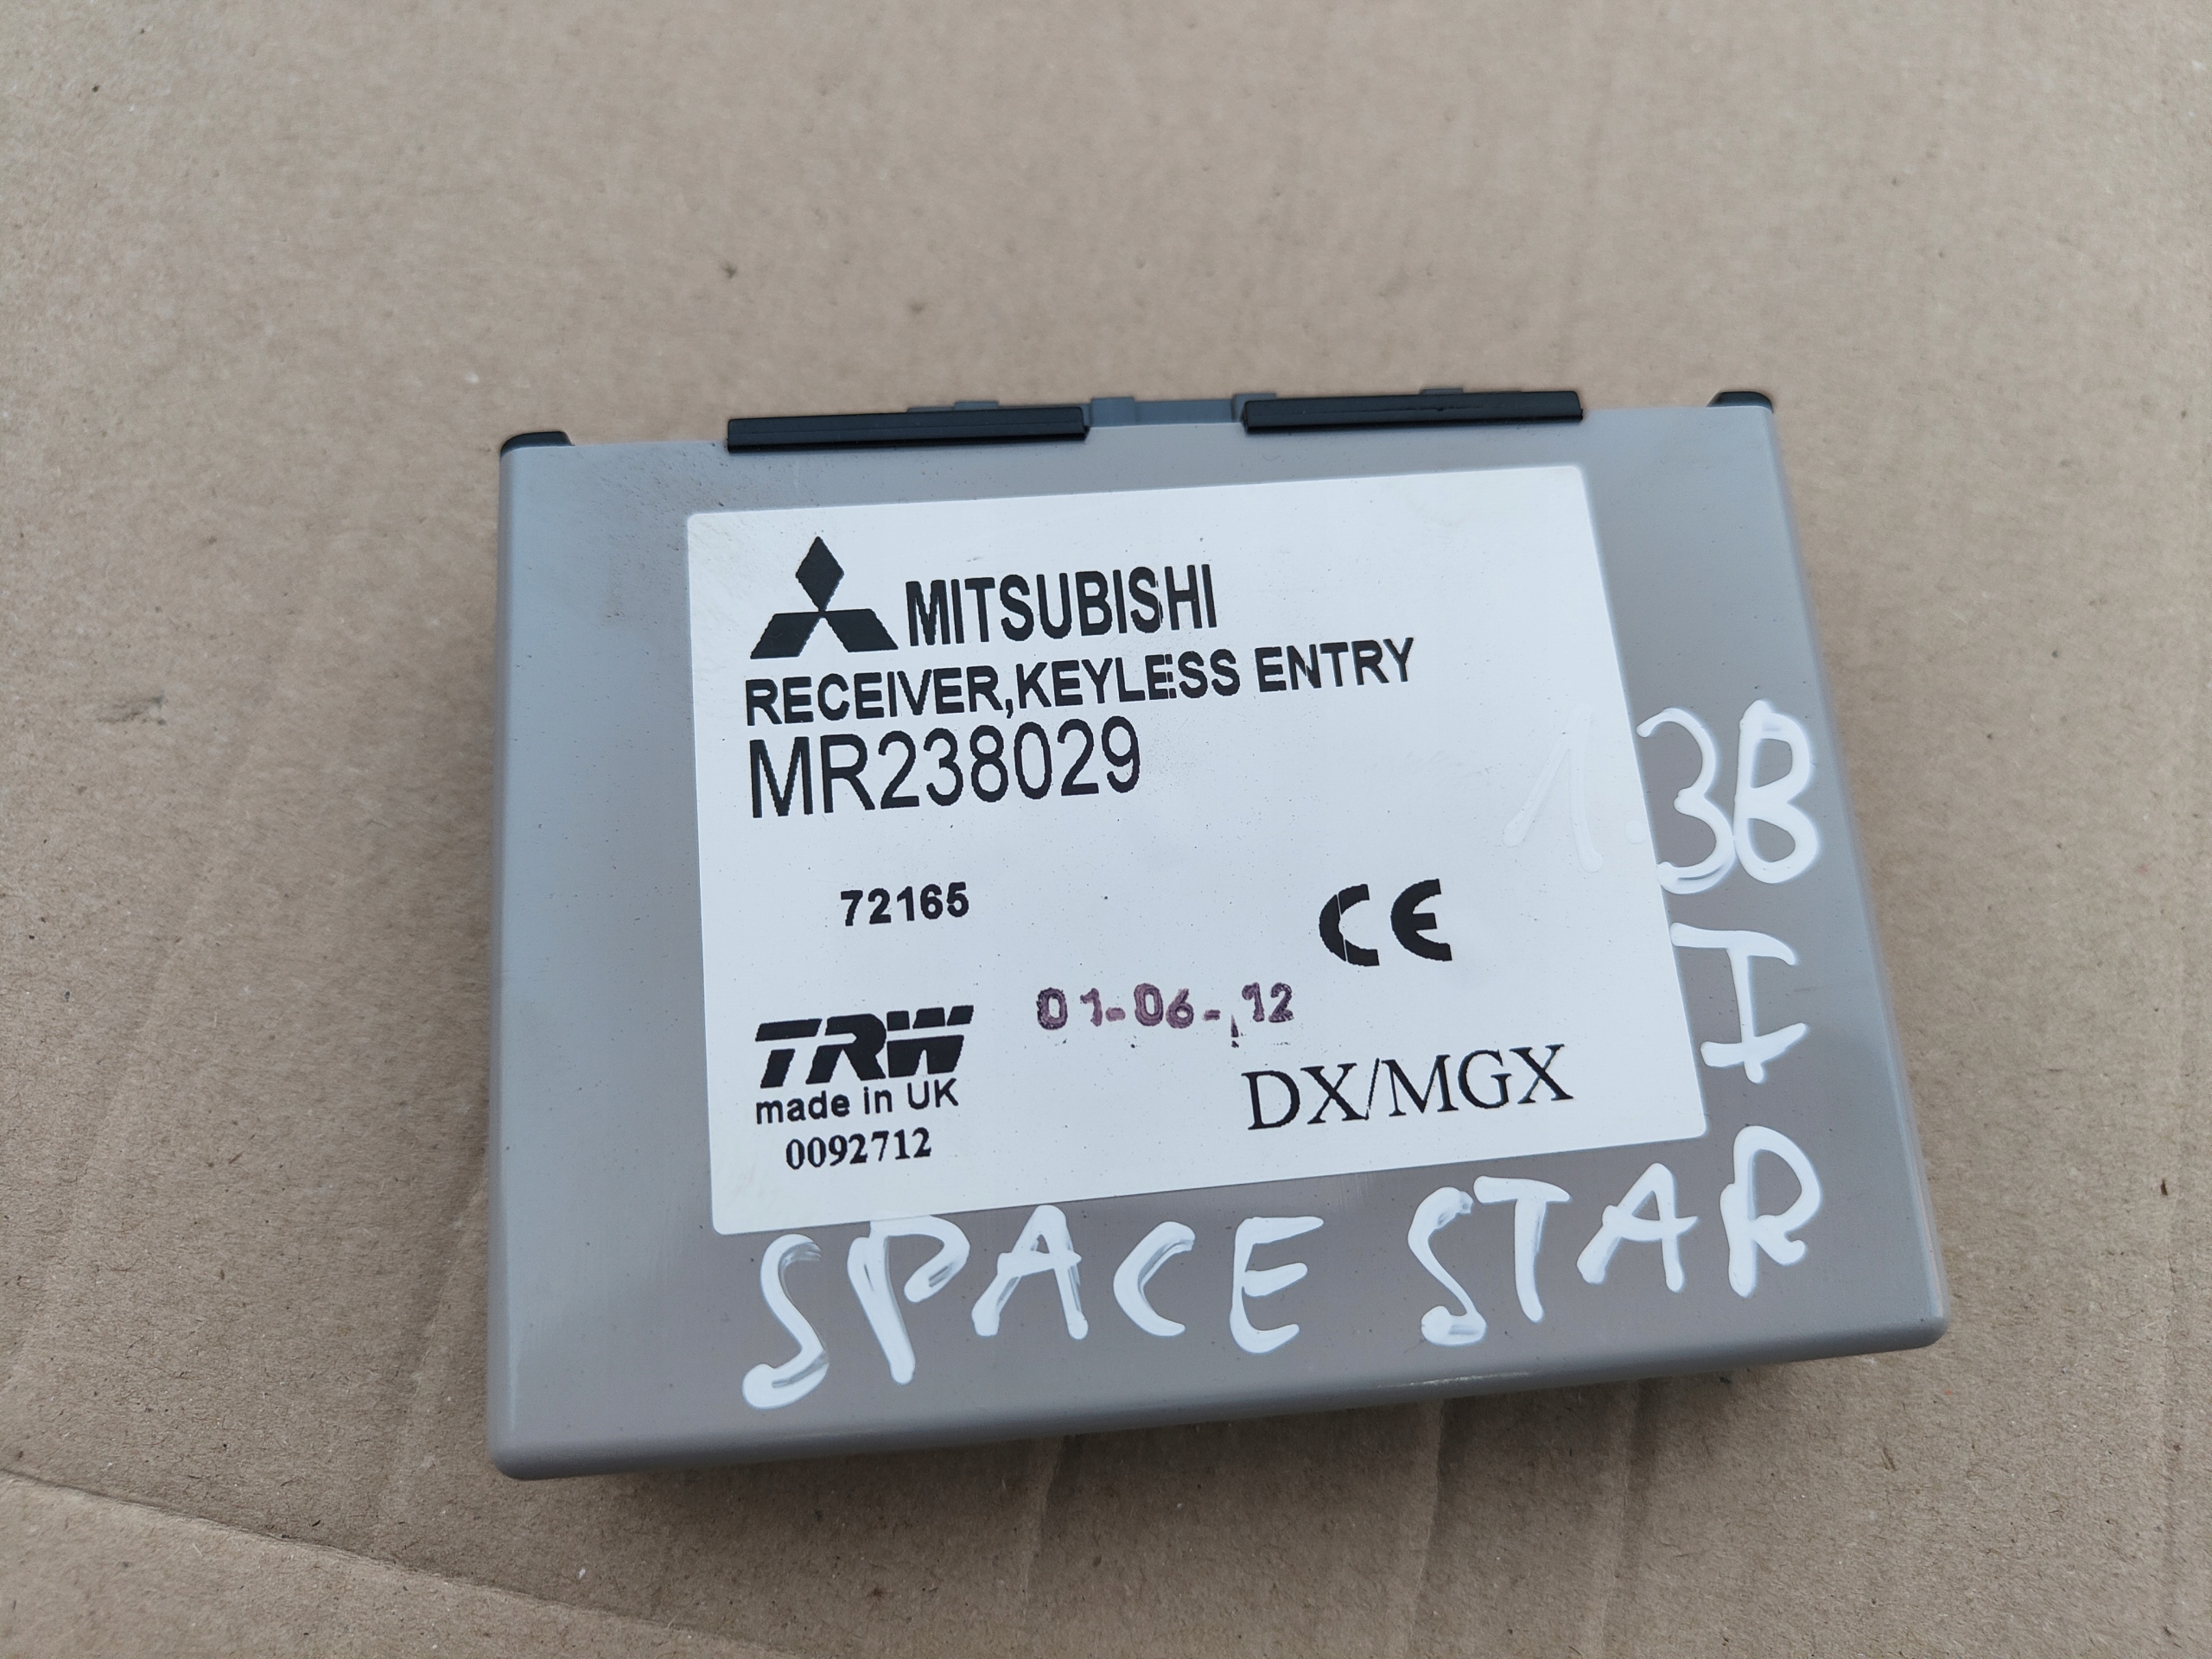 MITSUBISHI
RECEIVER,KEYLESS ENTRY
MR238029
1.3B
72165
CE
I
01-06-12
TRW
made in UK
DX/MGX
0092712
SPACE STAR